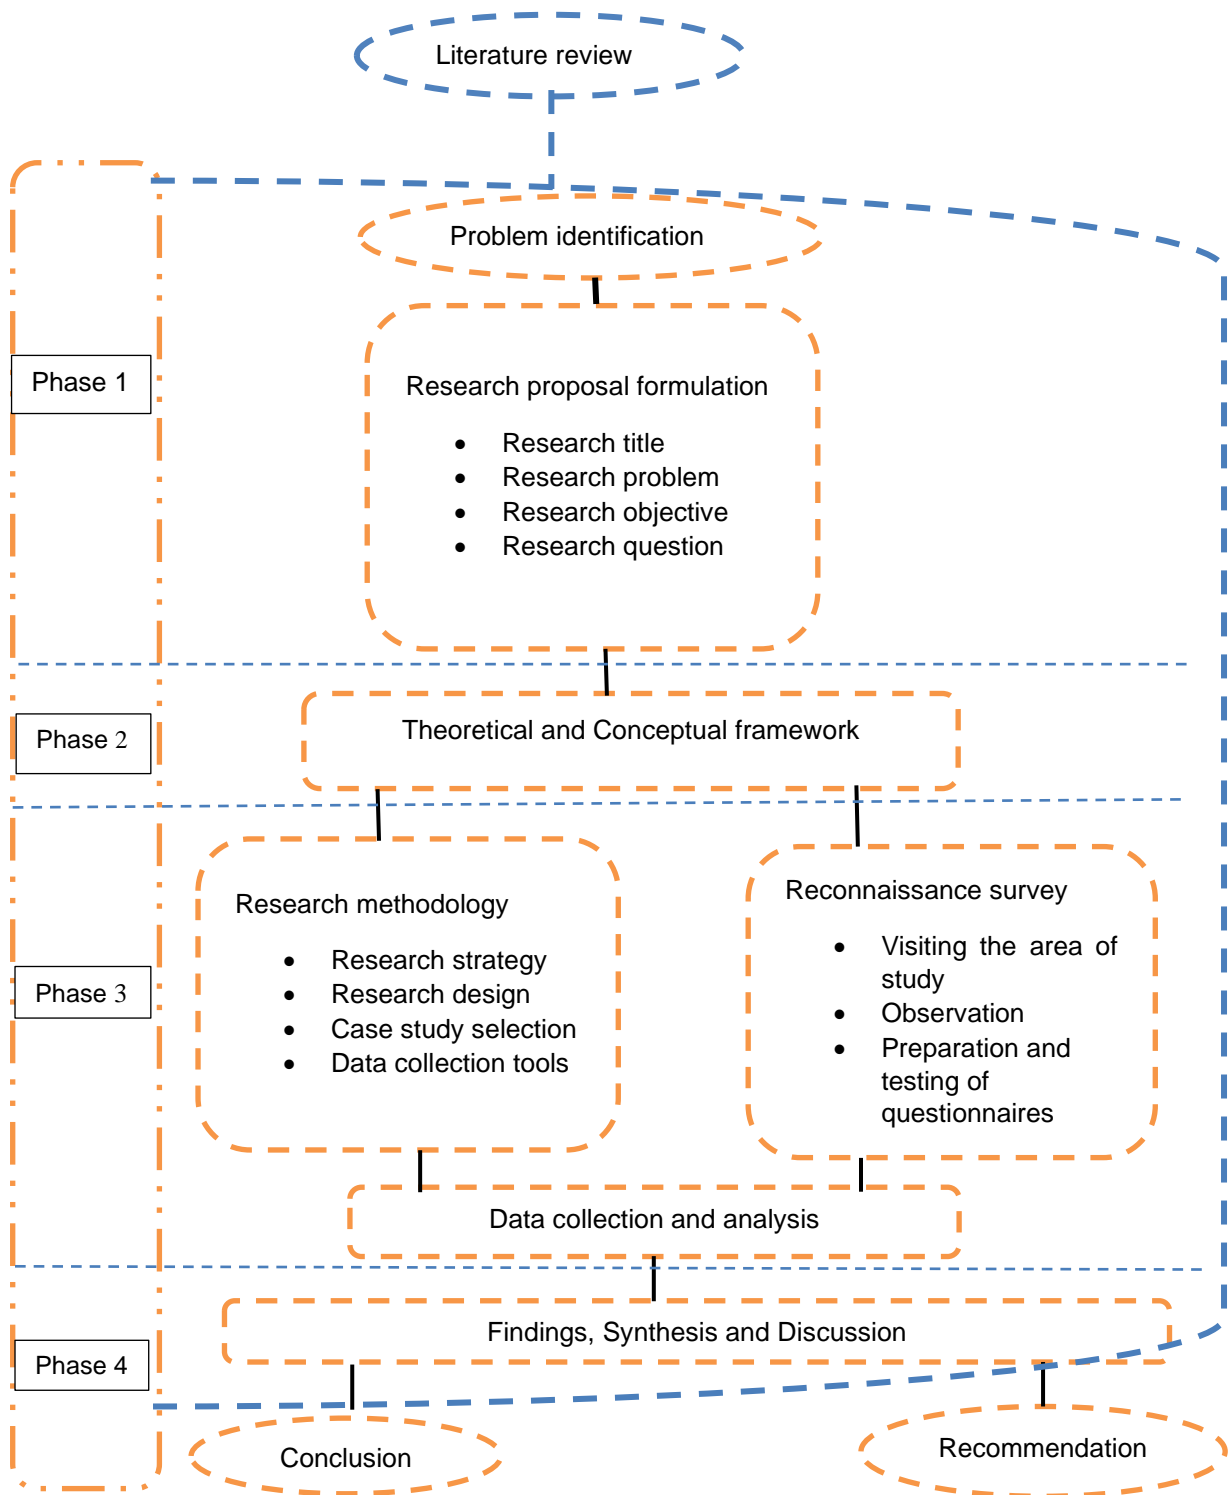 Literature review
Problem identification
Phase 1
Research proposal formulation
• Research title
• Research problem
• Research objective
• Research question
Phase 2
Theoretical and Conceptual framework
Phase 3
Research methodology
• Research strategy
• Research design
• Case study selection
• Data collection tools
Reconnaissance survey
• Visiting the area of
study
• Observation
• Preparation and
testing of
questionnaires
Data collection and analysis
Phase 4
Findings, Synthesis and Discussion
Conclusion
Recommendation